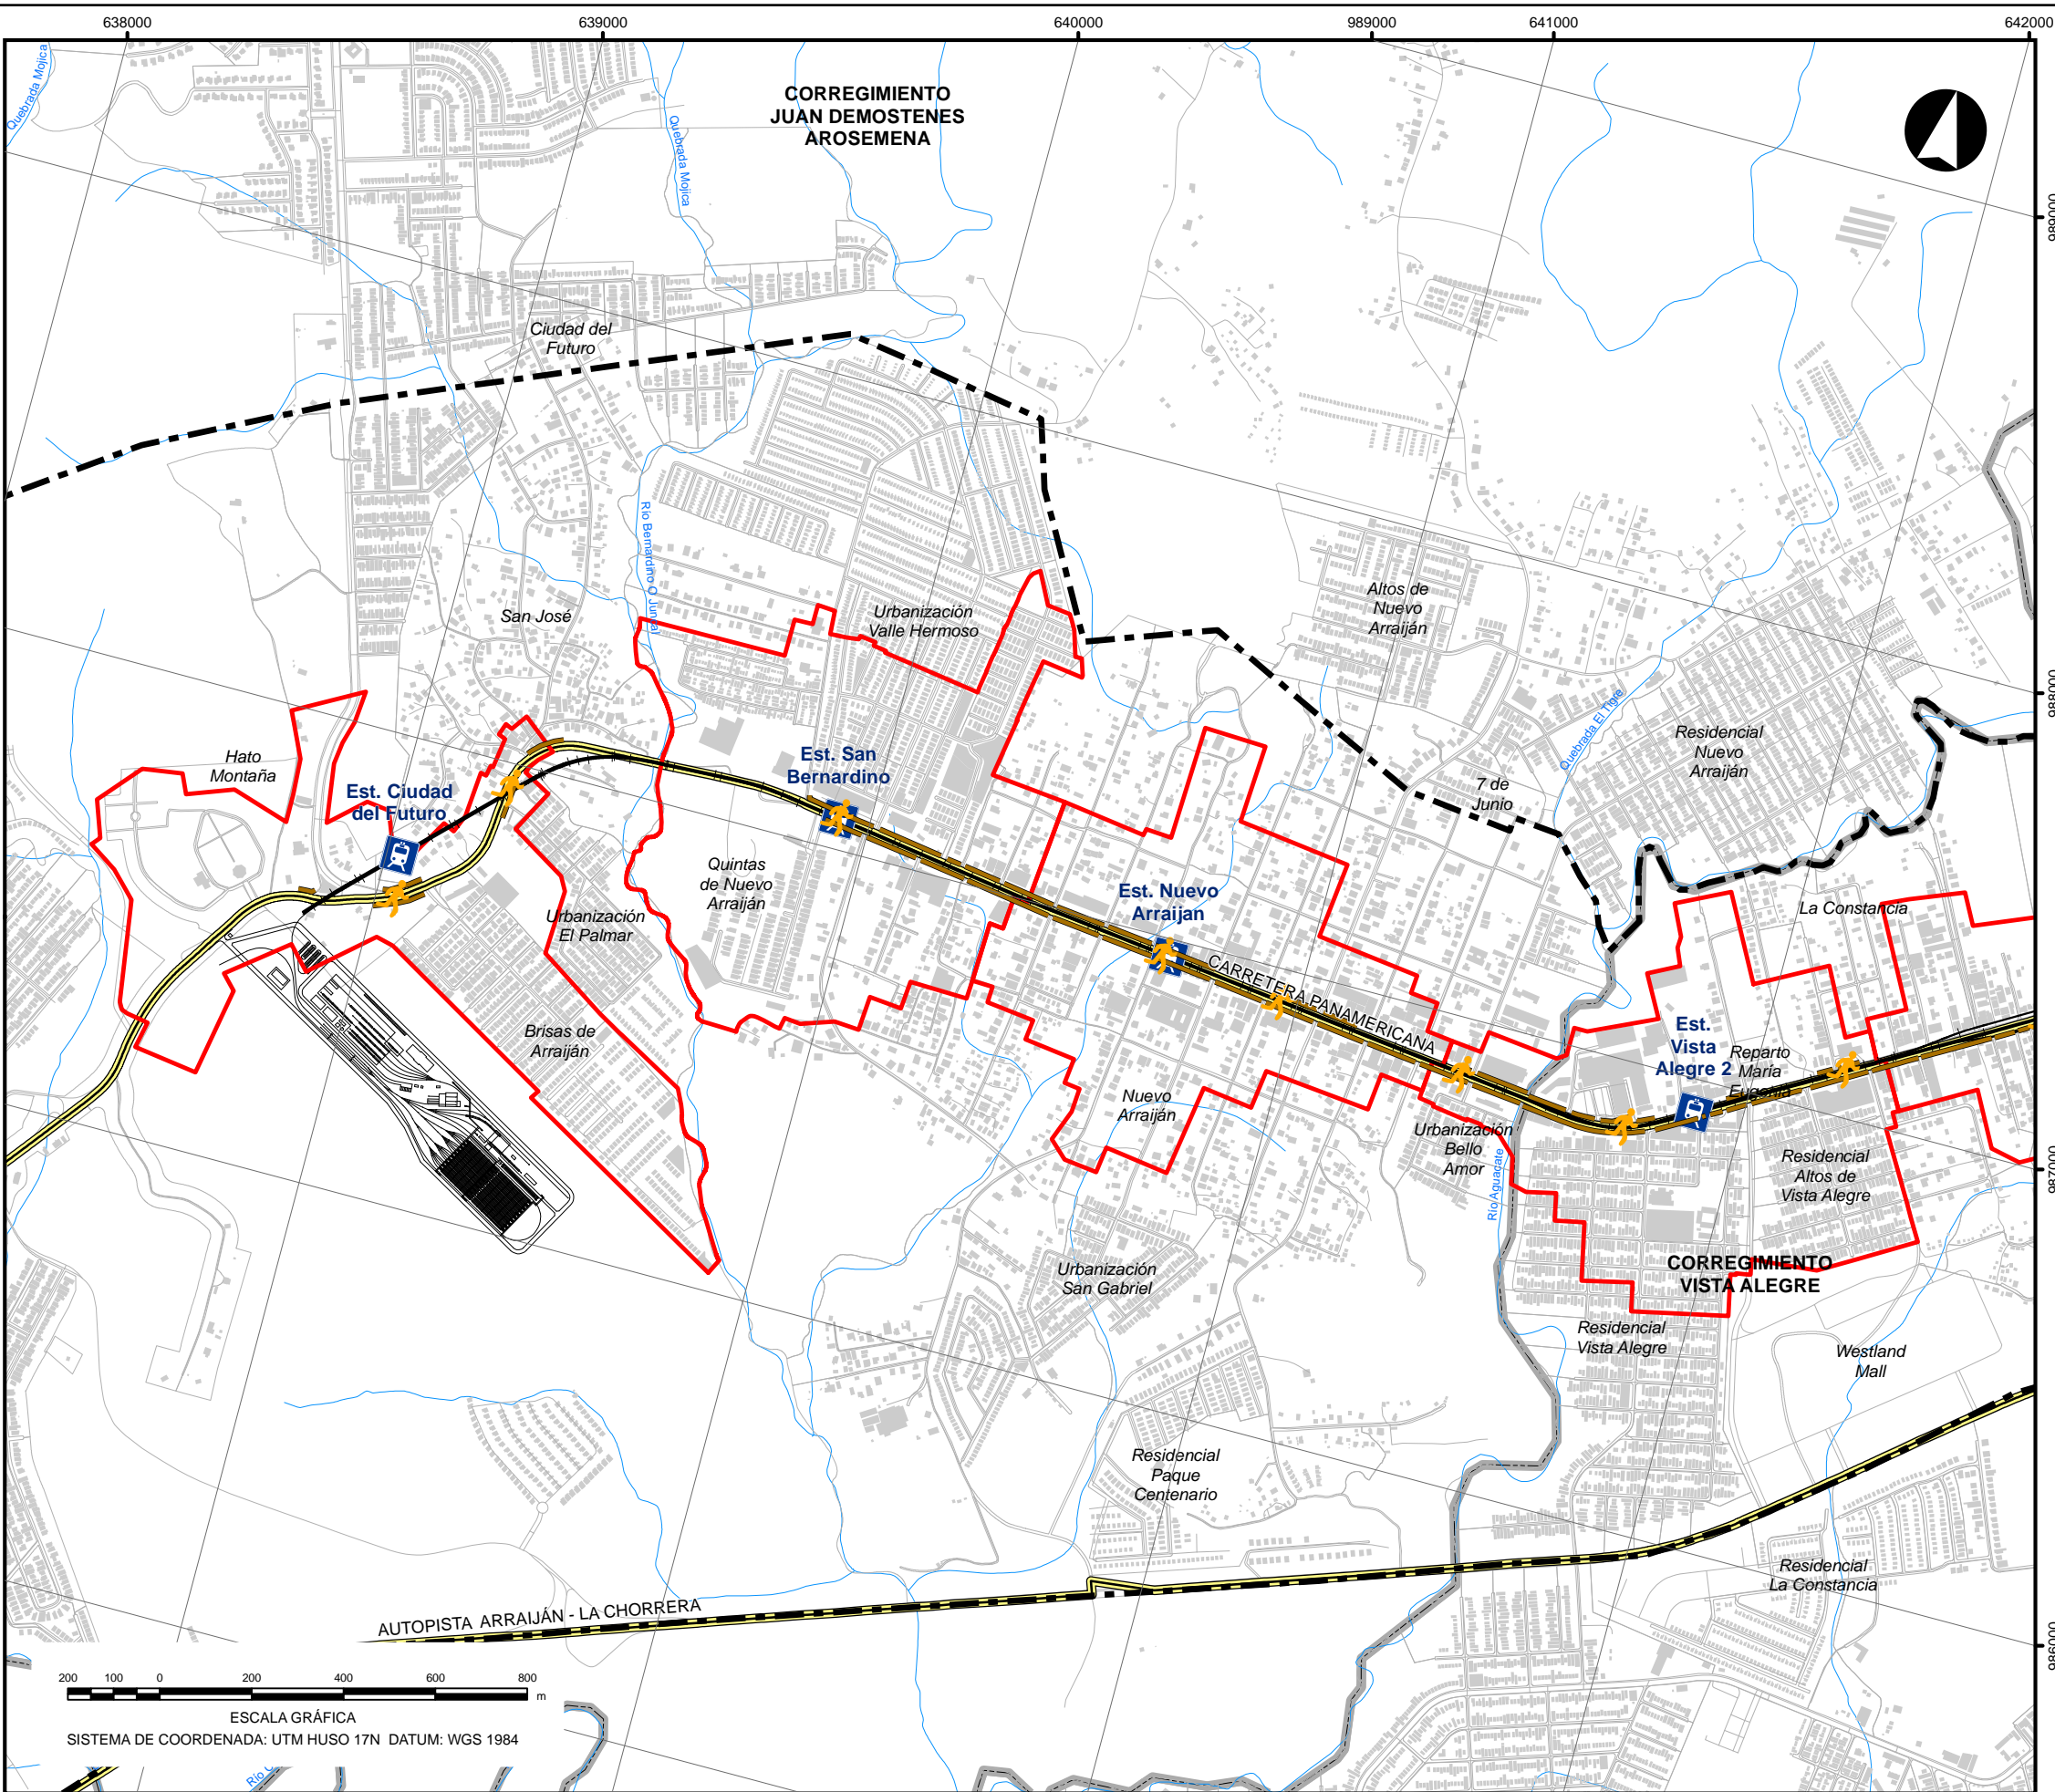 638000
639000
640000
989000
641000
642000
Quebrada Mojica
Quebrada Mojica
CORREGIMIENTO
JUAN DEMOSTENES
AROSEMENA
989000
Ciudad del
Futuro
Río Bernardino O Juncal
San José
Urbanización
Valle Hermoso
Altos de
Nuevo
Arraiján
Quebrada El Tigre
988000
Residencial
Nuevo
Arraiján
Hato
Montaña
Est. Ciudad
del Futuro
Est. San
Bernardino
7 de
Junio
Quintas
de Nuevo
Arraiján
Est. Nuevo
Arraijan
La Constancia
Urbanización
El Palmar
CARRETERA PANAMERICANA
Brisas de
Arraiján
Est.
Vista
Alegre 2
Reparto
María
Eugenia
Nuevo
Arraiján
Urbanización
Bello
Amor
Río Aguacate
Residencial
Altos de
Vista Alegre
987000
Urbanización
San Gabriel
CORREGIMIENTO
VISTA ALEGRE
Residencial
Vista Alegre
Westland
Mall
Residencial
Paque
Centenario
Residencial
La Constancia
AUTOPISTA ARRAIJÁN - LA CHORRERA
986000
200 100 0 200 400 600 800
m
ESCALA GRÁFICA
SISTEMA DE COORDENADA: UTM HUSO 17N DATUM: WGS 1984
Río